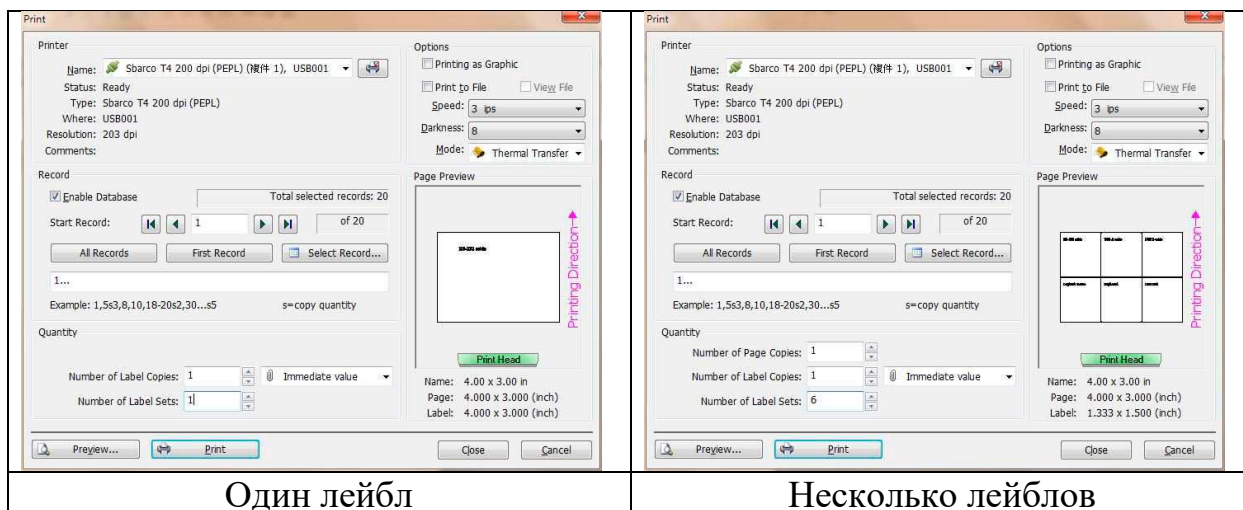 Print
Printer
Name: Sbarco T4 200 dpi (PEPL) (複件 1), USB001
Status: Ready
Type: Sbarco T4 200 dpi (PEPL)
Where: USB001
Resolution: 203 dpi
Comments:
Options
Printing as Graphic
Print to File View File
Speed: 3 ips
Darkness: 8
Mode: Thermal Transfer
Record
Enable Database Total selected records: 20
Start Record: 1 of 20
All Records First Record Select Record...
1...
Example: 1,5s3,8,10,18-20s2,30...s5 s=copy quantity
Page Preview
Printing Direction
Print Head
Name: 4.00 x 3.00 in
Page: 4.000 x 3.000 (inch)
Label: 4.000 x 3.000 (inch)
Quantity
Number of Label Copies: 1 Immediate value
Number of Label Sets: 1
Preview... Print Close Cancel
Один лейбл
Print
Printer
Name: Sbarco T4 200 dpi (PEPL) (複件 1), USB001
Status: Ready
Type: Sbarco T4 200 dpi (PEPL)
Where: USB001
Resolution: 203 dpi
Comments:
Options
Printing as Graphic
Print to File View File
Speed: 3 ips
Darkness: 8
Mode: Thermal Transfer
Record
Enable Database Total selected records: 20
Start Record: 1 of 20
All Records First Record Select Record...
1...
Example: 1,5s3,8,10,18-20s2,30...s5 s=copy quantity
Page Preview
Printing Direction
Print Head
Name: 4.00 x 3.00 in
Page: 4.000 x 3.000 (inch)
Label: 1.333 x 1.500 (inch)
Quantity
Number of Page Copies: 1
Number of Label Copies: 1 Immediate value
Number of Label Sets: 6
Preview... Print Close Cancel
Несколько лейблов